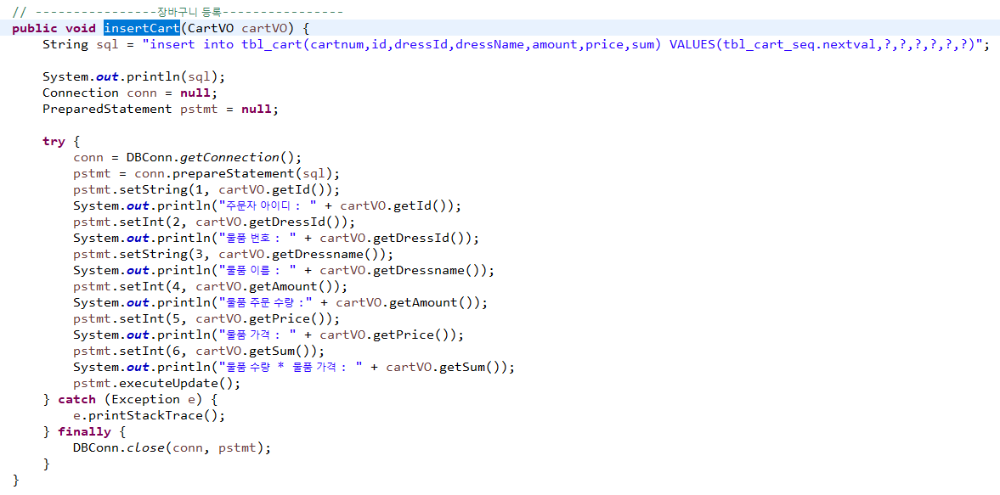 // ----------------장바구니 등록----------------
public void insertCart(CartVO cartVO) {
    String sql = "insert into tbl_cart(cartnum,id,dressId,dressName,amount,price,sum) VALUES(tbl_cart_seq.nextval,?,?,?,?,?,?)";

    System.out.println(sql);
    Connection conn = null;
    PreparedStatement pstmt = null;

    try {
        conn = DBConn.getConnection();
        pstmt = conn.prepareStatement(sql);
        pstmt.setString(1, cartVO.getId());
        System.out.println("주문자 아이디 : " + cartVO.getId());
        pstmt.setInt(2, cartVO.getDressId());
        System.out.println("물품 번호 : " + cartVO.getDressId());
        pstmt.setString(3, cartVO.getDressname());
        System.out.println("물품 이름 : " + cartVO.getDressname());
        pstmt.setInt(4, cartVO.getAmount());
        System.out.println("물품 주문 수량 :" + cartVO.getAmount());
        pstmt.setInt(5, cartVO.getPrice());
        System.out.println("물품 가격 : " + cartVO.getPrice());
        pstmt.setInt(6, cartVO.getSum());
        System.out.println("물품 수량 * 물품 가격 : " + cartVO.getSum());
        pstmt.executeUpdate();
    } catch (Exception e) {
        e.printStackTrace();
    } finally {
        DBConn.close(conn, pstmt);
    }
}